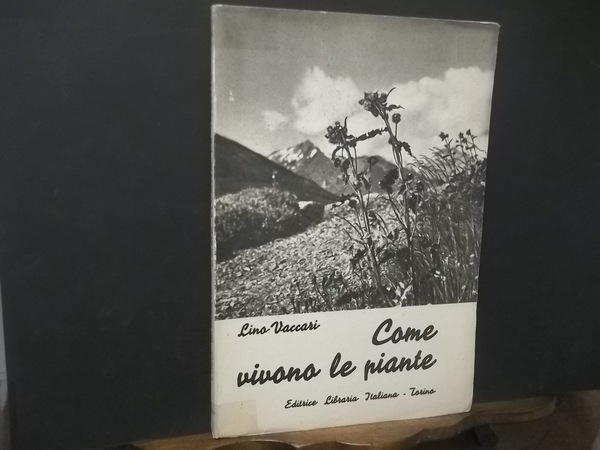 Lino Vaccari
Come
vivono le piante
Editrice Libraria Italiana - Torino